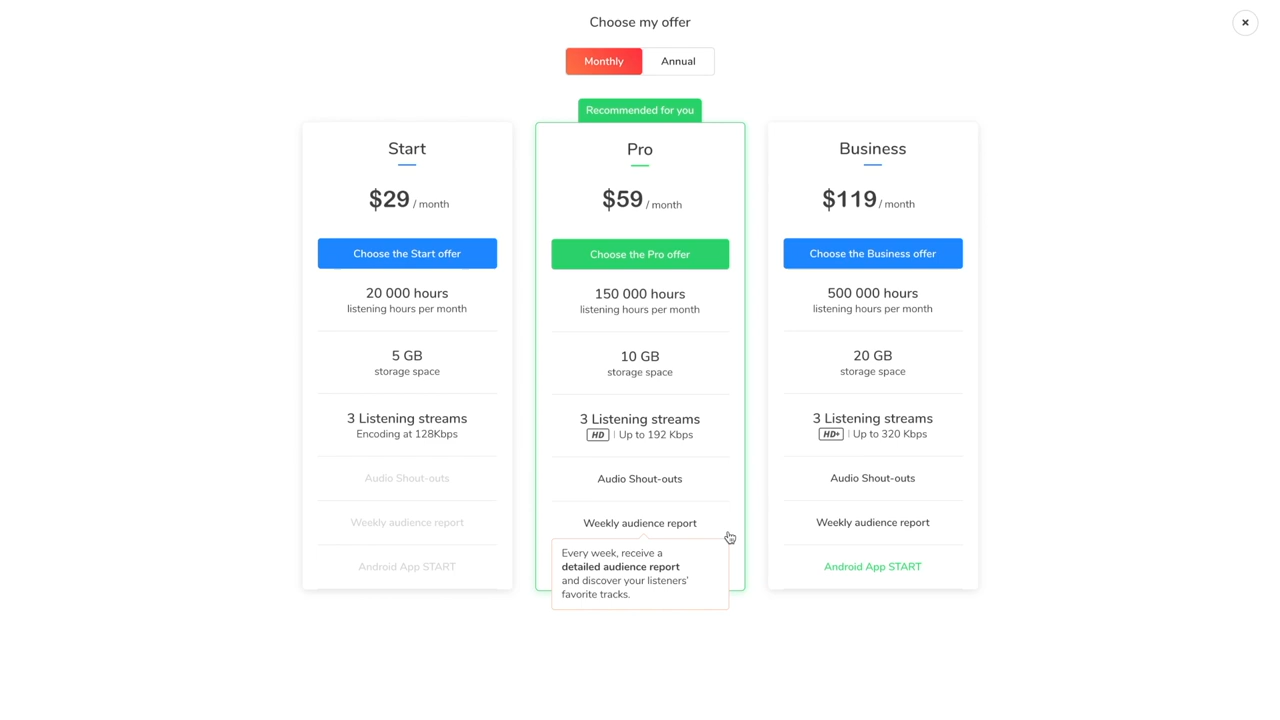 Choose my offer
Monthly
Annual
Recommended for you
Start
$29 / month
Choose the Start offer
20 000 hours
listening hours per month
5 GB
storage space
3 Listening streams
Encoding at 128Kbps
Audio Shout-outs
Weekly audience report
Android App START
Pro
$59 / month
Choose the Pro offer
150 000 hours
listening hours per month
10 GB
storage space
3 Listening streams
HD | Up to 192 Kbps
Audio Shout-outs
Weekly audience report
Every week, receive a
detailed audience report
and discover your listeners'
favorite tracks.
Business
$119 / month
Choose the Business offer
500 000 hours
listening hours per month
20 GB
storage space
3 Listening streams
HD+ | Up to 320 Kbps
Audio Shout-outs
Weekly audience report
Android App START